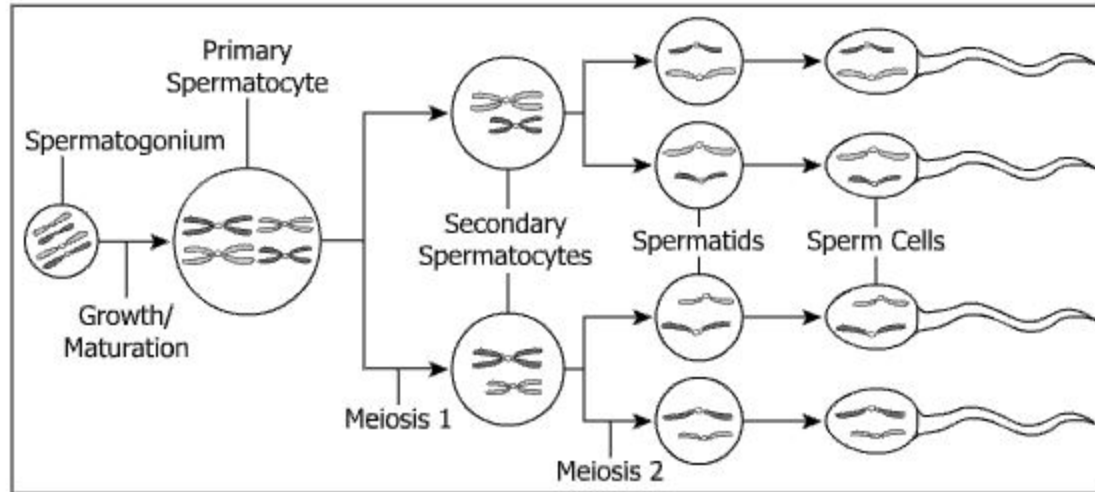 Primary
Spermatocyte
Spermatogonium
Growth/
Maturation
Meiosis 1
Secondary
Spermatocytes
Meiosis 2
Spermatids
Sperm Cells